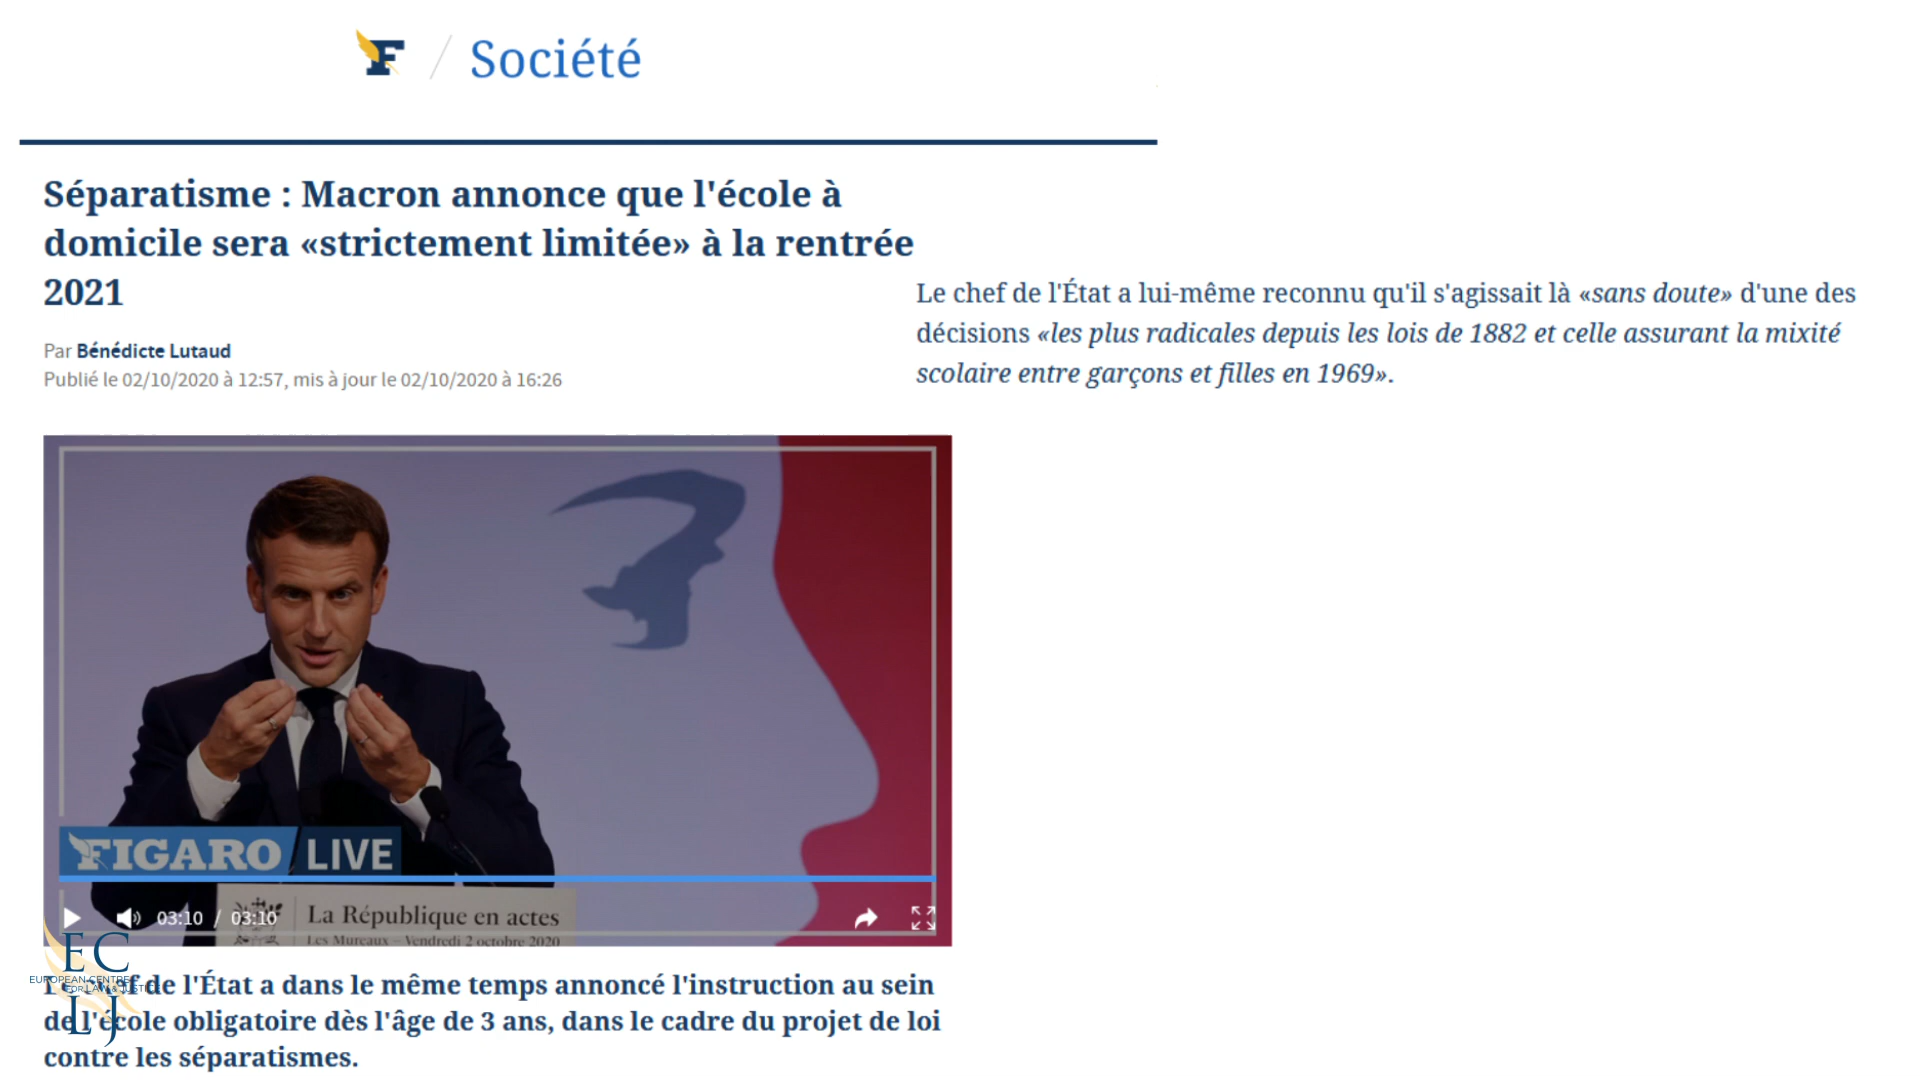 F / Société
Séparatisme : Macron annonce que l'école à
domicile sera «strictement limitée» à la rentrée
2021
Par Bénédicte Lutaud
Publié le 02/10/2020 à 12:57, mis à jour le 02/10/2020 à 16:26
Le chef de l'État a lui-même reconnu qu'il s'agissait là «sans doute» d'une des
décisions «les plus radicales depuis les lois de 1882 et celle assurant la mixité
scolaire entre garçons et filles en 1969».
FIGARO LIVE
03:10 / 03:10
La République en actes
Les Mureaux – Vendredi 2 octobre 2020
EC
EUROPEAN CENTRE
FOR LAW & JUSTICE
LJ
Le chef de l'État a dans le même temps annoncé l'instruction au sein
de l'école obligatoire dès l'âge de 3 ans, dans le cadre du projet de loi
contre les séparatismes.